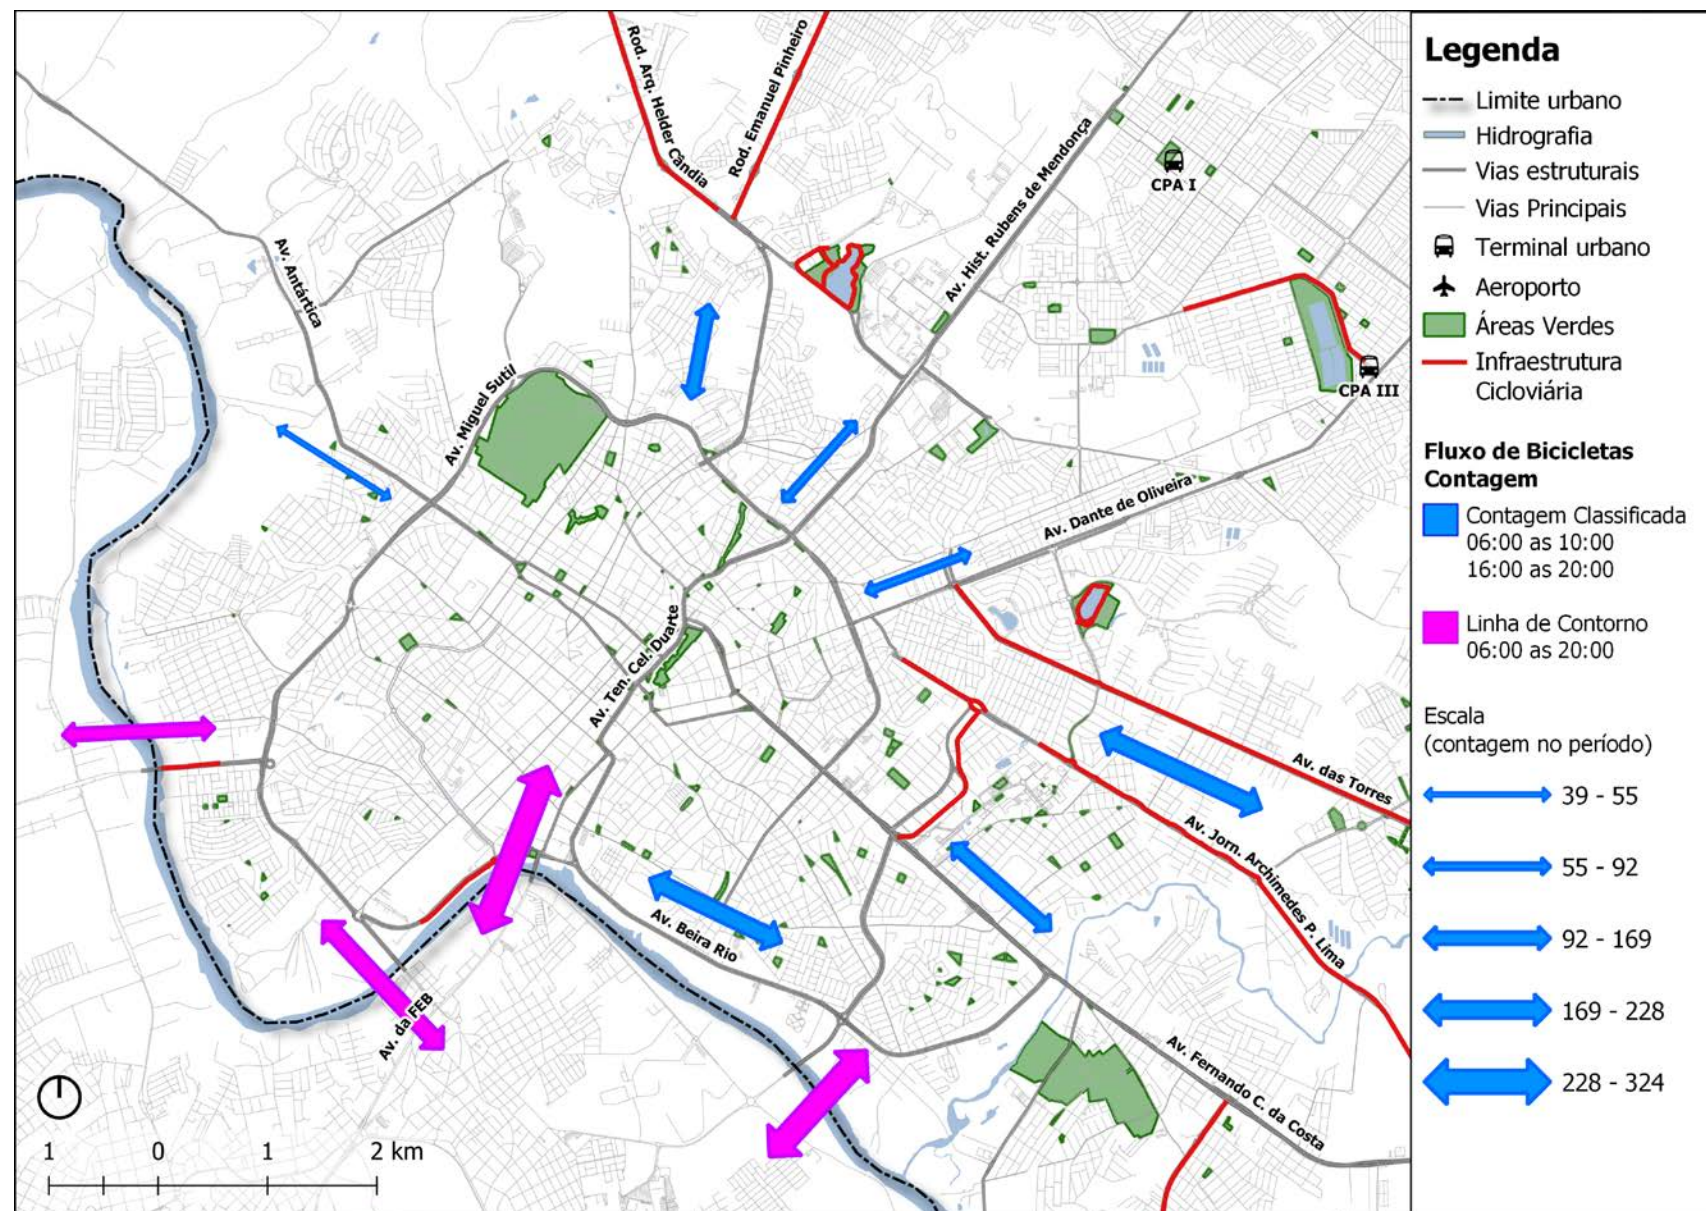 Rod. Arq. Helder Cândia
Rod. Emanuel Pinheiro
Av. Hist. Rubens de Mendonça
CPA I
Av. Antártica
CPA III
Av. Miguel Sutil
Av. Dante de Oliveira
Av. Ten. Cel. Duarte
Av. das Torres
Av. Jorn. Archimedes P. Lima
Av. Beira Rio
Av. da FEB
Av. Fernando C. da Costa
1 0 1 2 km
Legenda
Limite urbano
Hidrografia
Vias estruturais
Vias Principais
Terminal urbano
Aeroporto
Áreas Verdes
Infraestrutura
Cicloviária
Fluxo de Bicicletas
Contagem
Contagem Classificada
06:00 as 10:00
16:00 as 20:00
Linha de Contorno
06:00 as 20:00
Escala
(contagem no período)
39 - 55
55 - 92
92 - 169
169 - 228
228 - 324